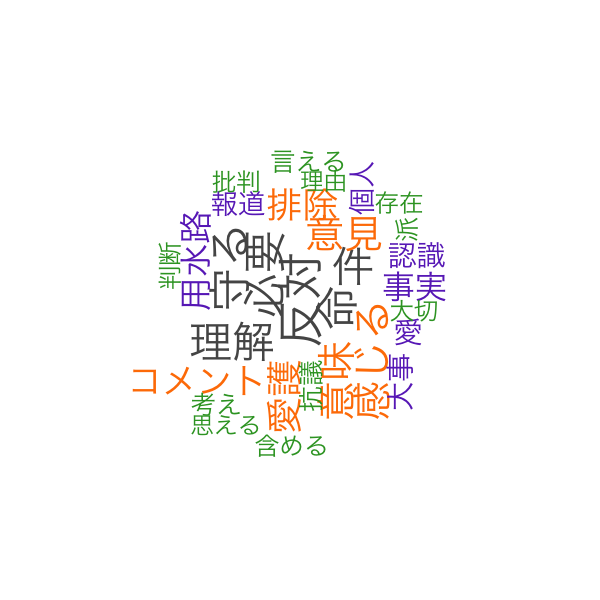 言える
批判
理由
個人
報道
排除
存在
派
意見
用水路
守る
必要
反対
件
認識
判断
事実
命
大切
理解
愛
意味
感じる
コメント
愛護
抗議
大事
考え
思える
含める